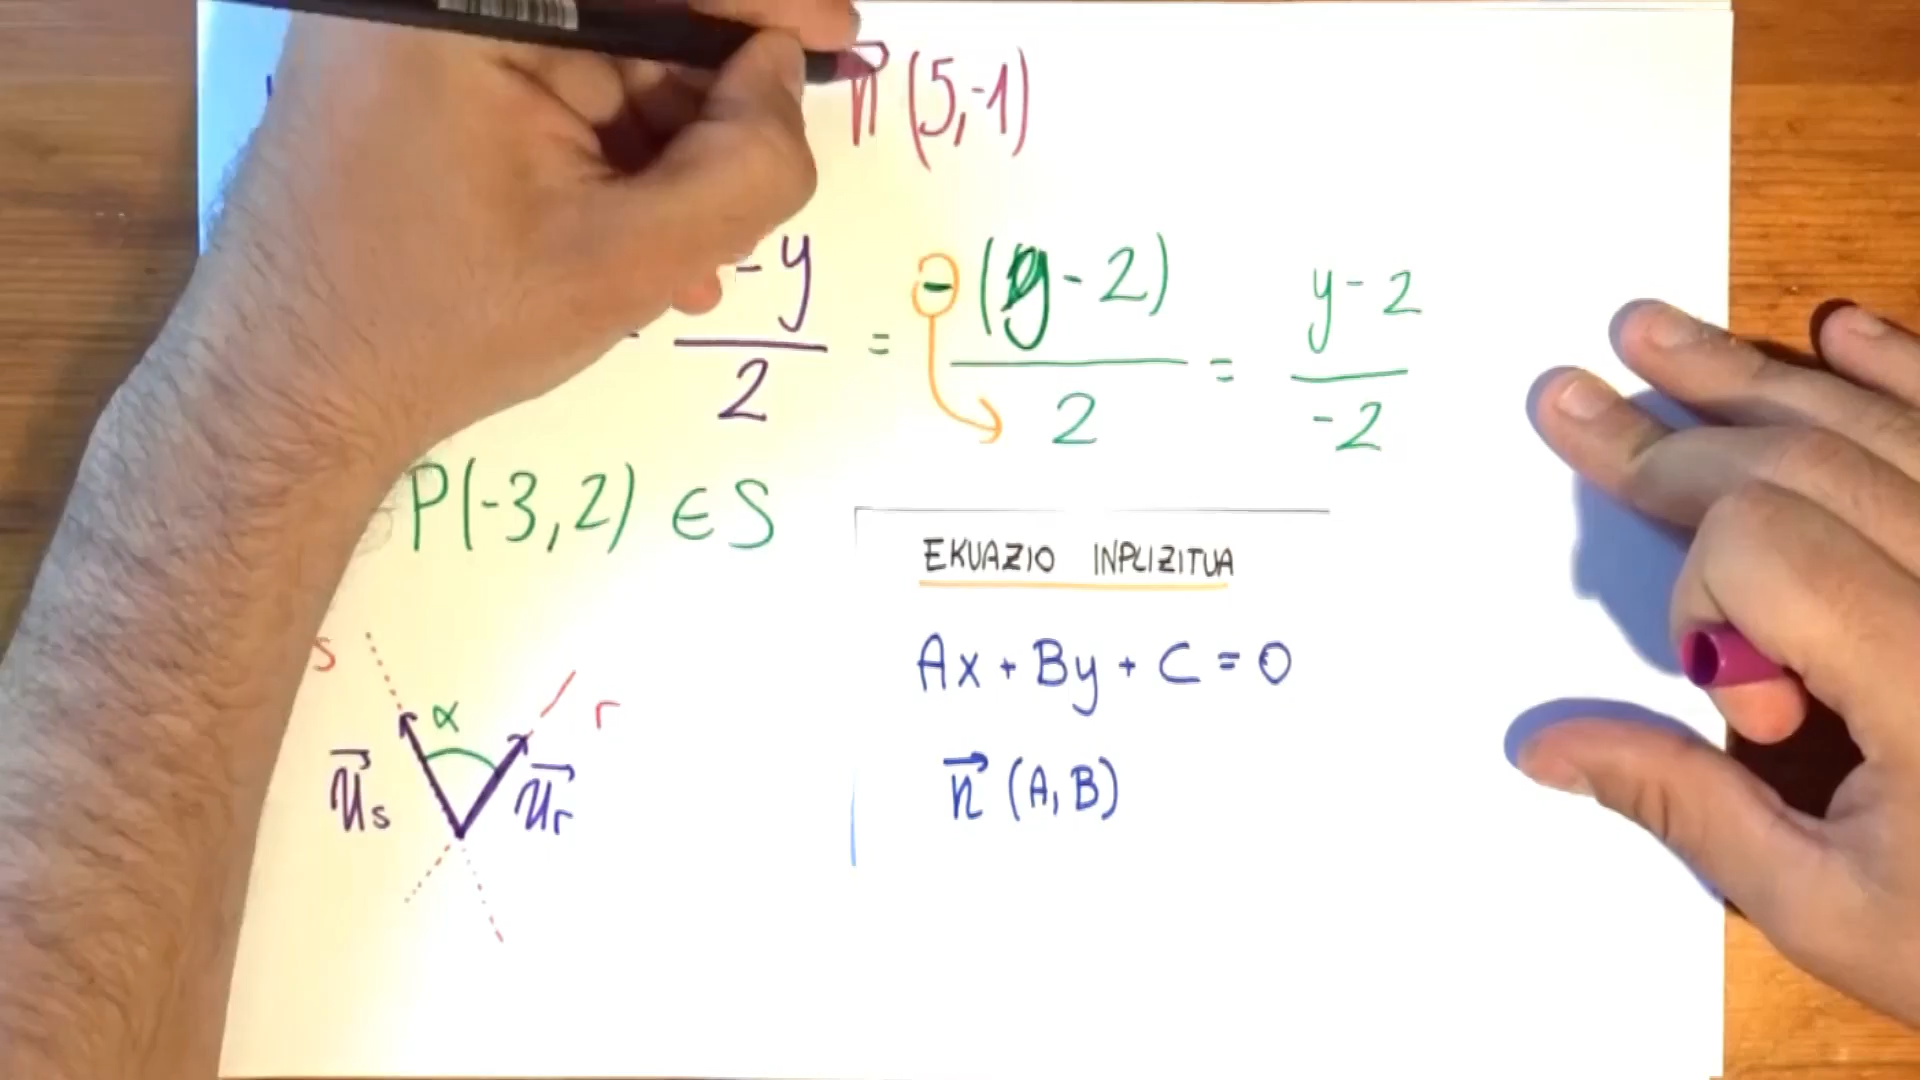 n⃗ (5,-1)
-y / 2 = -(y-2) / 2 = y-2 / -2
P(-3,2) ∈ S
EKUAZIO INPLIZITUA
Ax + By + C = 0
n⃗ (A, B)
s
α
r
u⃗s
u⃗r